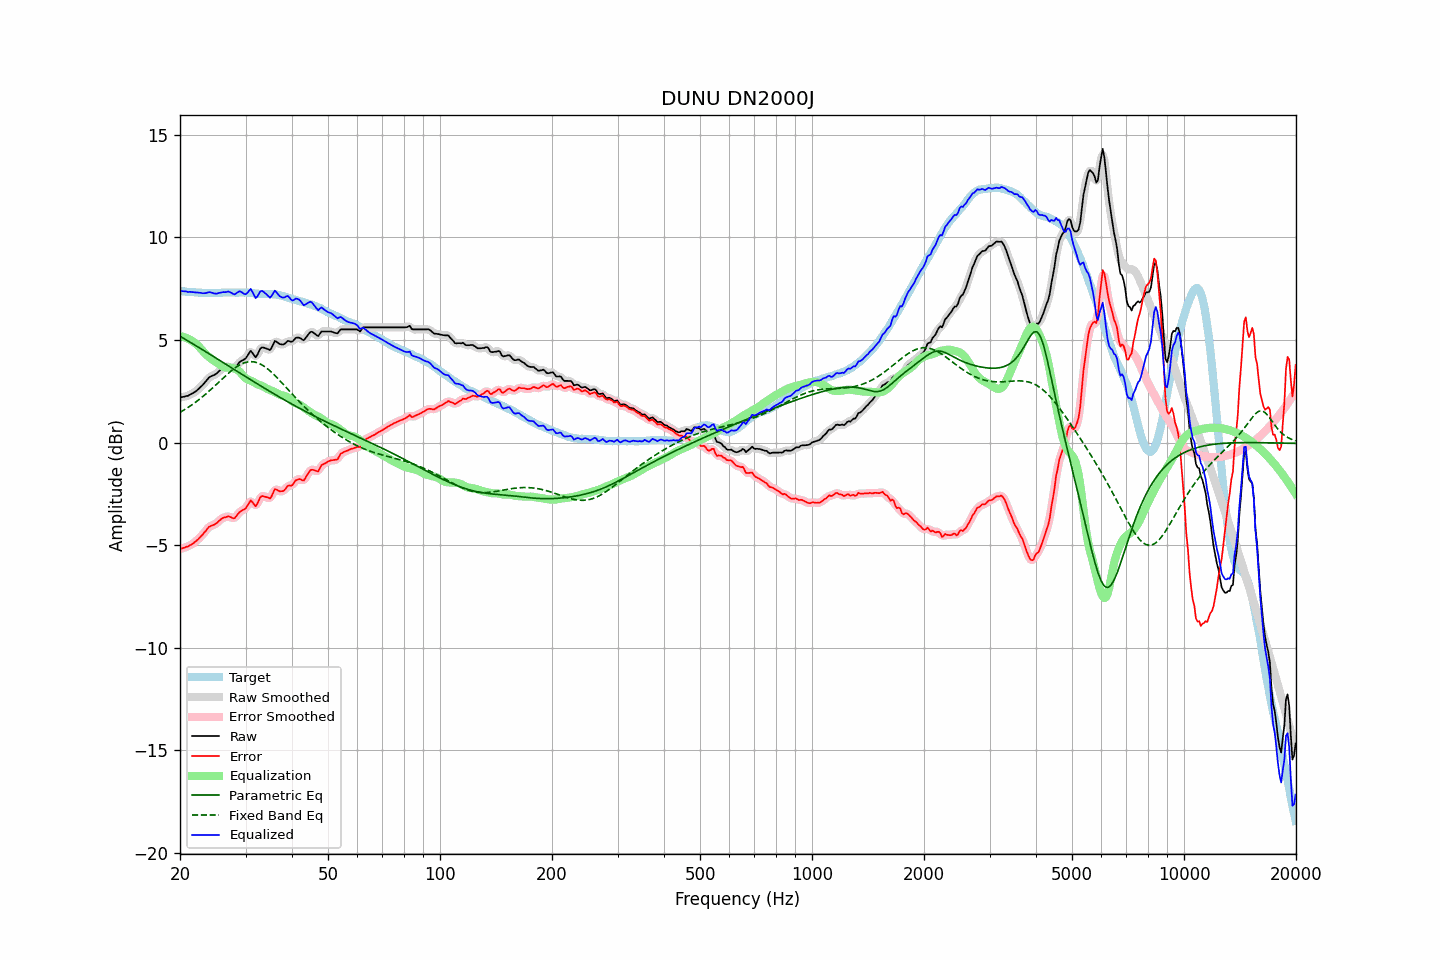 DUNU DN2000J
Amplitude (dBr)
15
10
5
0
−5
−10
−15
−20
Target
Raw Smoothed
Error Smoothed
Raw
Error
Equalization
Parametric Eq
Fixed Band Eq
Equalized
20 50 100 200 500 1000 2000 5000 10000 20000
Frequency (Hz)